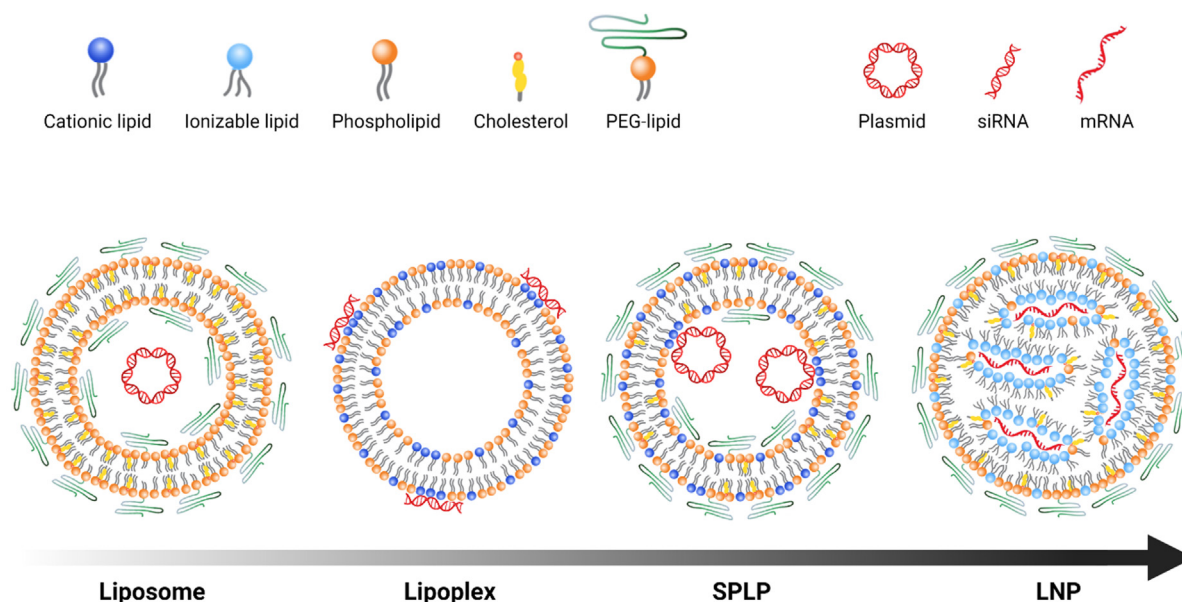 Cationic lipid
Ionizable lipid
Phospholipid
Cholesterol
PEG-lipid
Plasmid
siRNA
mRNA
Liposome
Lipoplex
SPLP
LNP